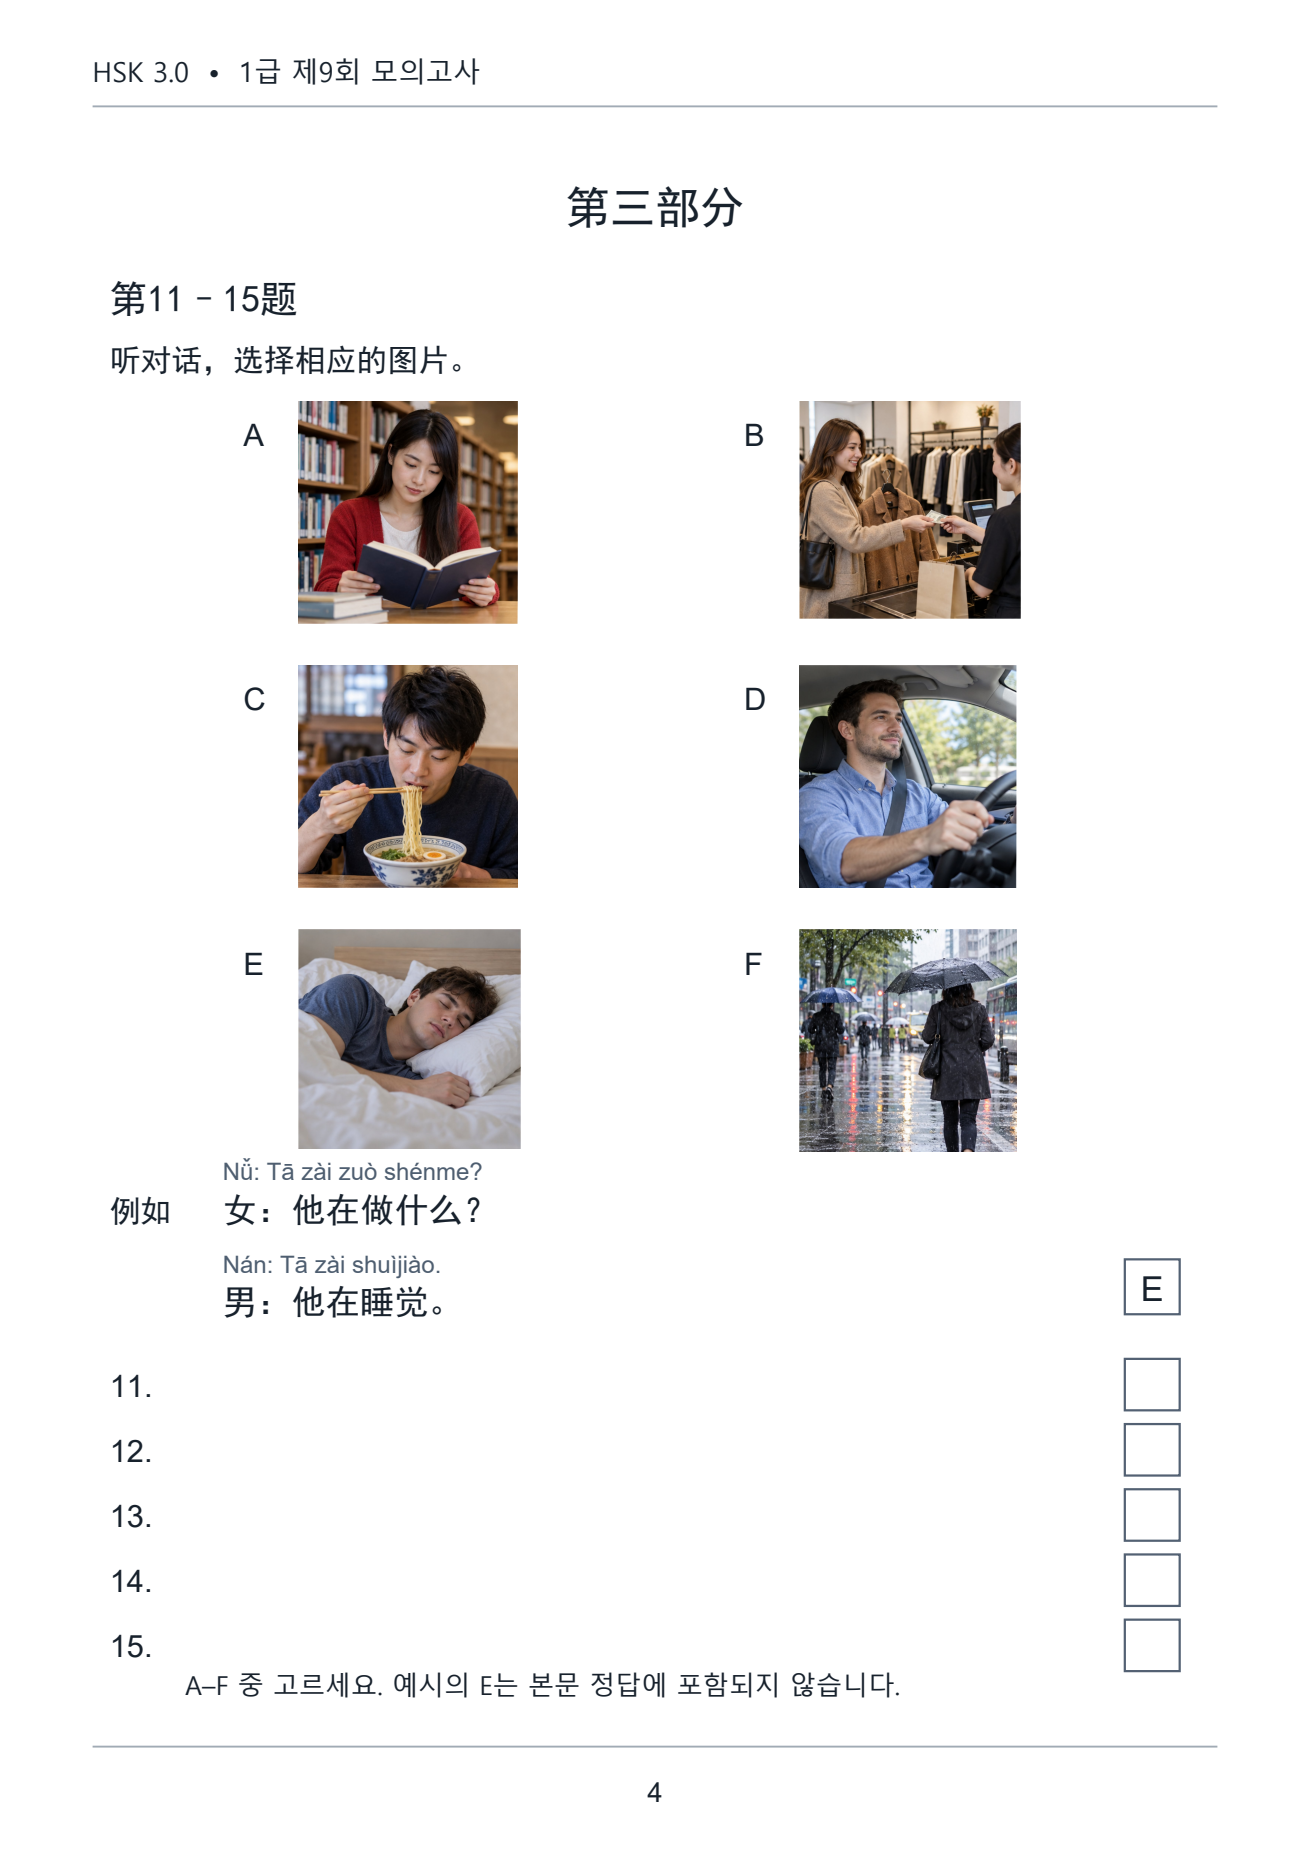 HSK 3.0 • 1급 제9회 모의고사
第三部分
第11–15题
听对话，选择相应的图片。
A
B
C
D
E
F
Nǚ: Tā zài zuò shénme?
例如 女：他在做什么？
Nán: Tā zài shuìjiào.
男：他在睡觉。
E
11.
12.
13.
14.
15.
A–F 중 고르세요. 예시의 E는 본문 정답에 포함되지 않습니다.
4